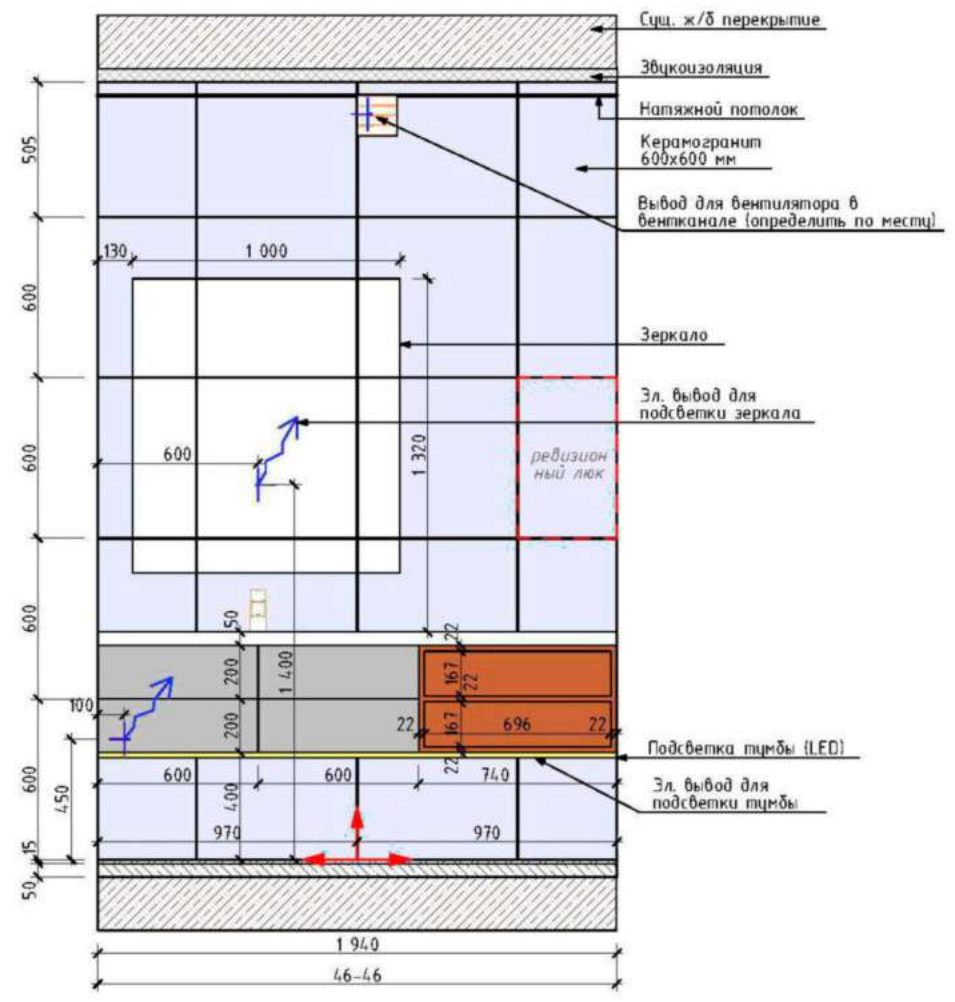 Сущ. ж/б перекрытие
Звукоизоляция
Натяжной потолок
505
Керамогранит
600х600 мм
Вывод для вентилятора в
вентканале (определить по месту)
130
1 000
600
Зеркало
Эл. вывод для
подсветки зеркала
600
600
1 320
ревизион
ный люк
600
50
22
200
1 400
167
22
100
200
22
167
696
22
22
Подсветка тумбы (LED)
600
450
600
400
600
740
Эл. вывод для
подсветки тумбы
970
970
15
50
1 940
46-46